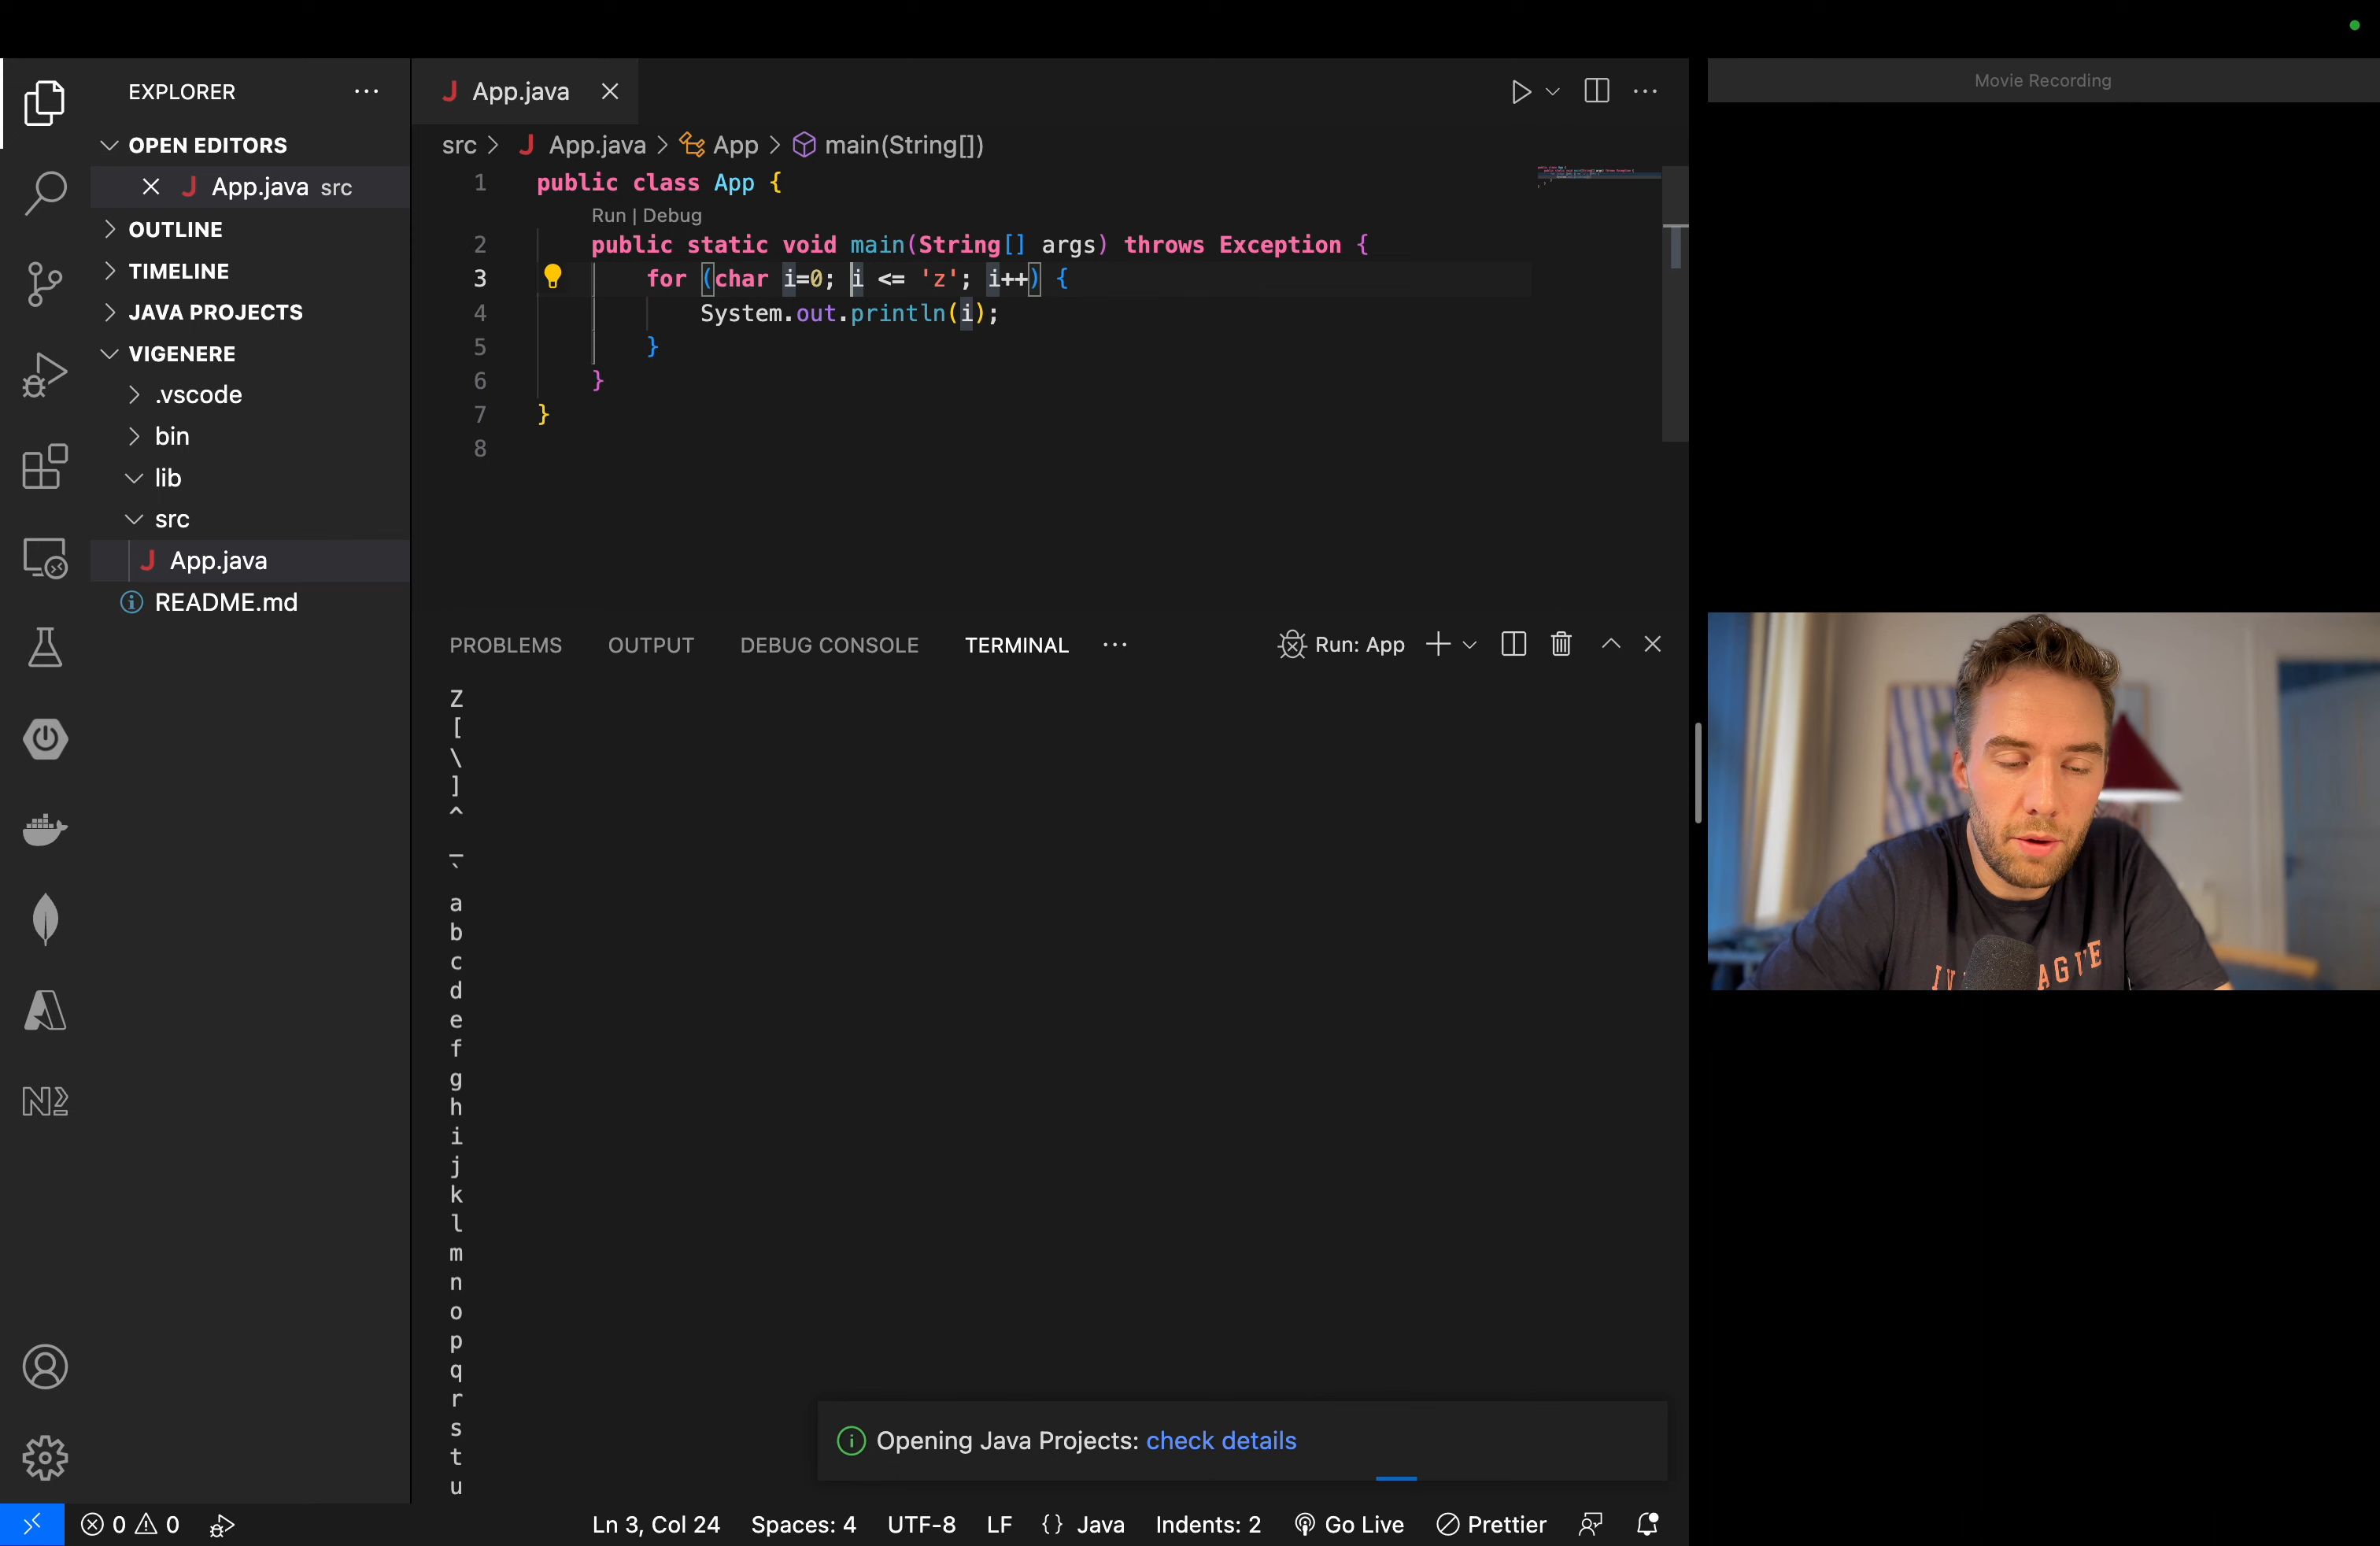 Movie Recording
EXPLORER
OPEN EDITORS
App.java src
OUTLINE
TIMELINE
JAVA PROJECTS
VIGENERE
.vscode
bin
lib
src
App.java
README.md
App.java
src > App.java > App > main(String[])
1 public class App {
Run | Debug
2 public static void main(String[] args) throws Exception {
3 for (char i=0; i <= 'z'; i++) {
4 System.out.println(i);
5 }
6 }
7 }
8
PROBLEMS OUTPUT DEBUG CONSOLE TERMINAL Run: App
Z
[
\
]
^
_
`
a
b
c
d
e
f
g
h
i
j
k
l
m
n
o
p
q
r
s
t
u
Opening Java Projects: check details
0 0 Ln 3, Col 24 Spaces: 4 UTF-8 LF {} Java Indents: 2 Go Live Prettier